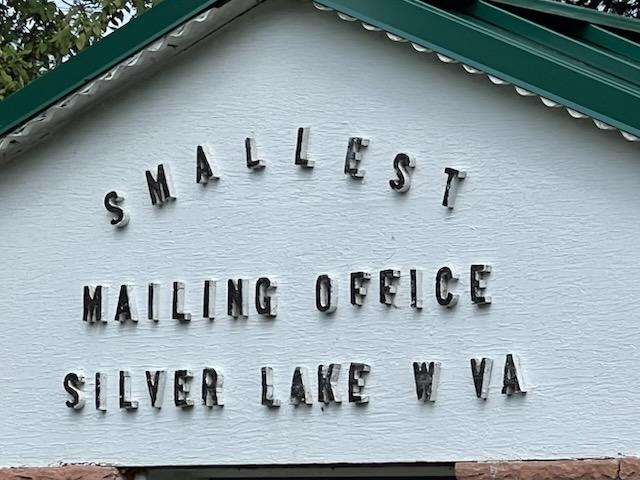 SMALLEST
MAILING OFFICE
SILVER LAKE W VA